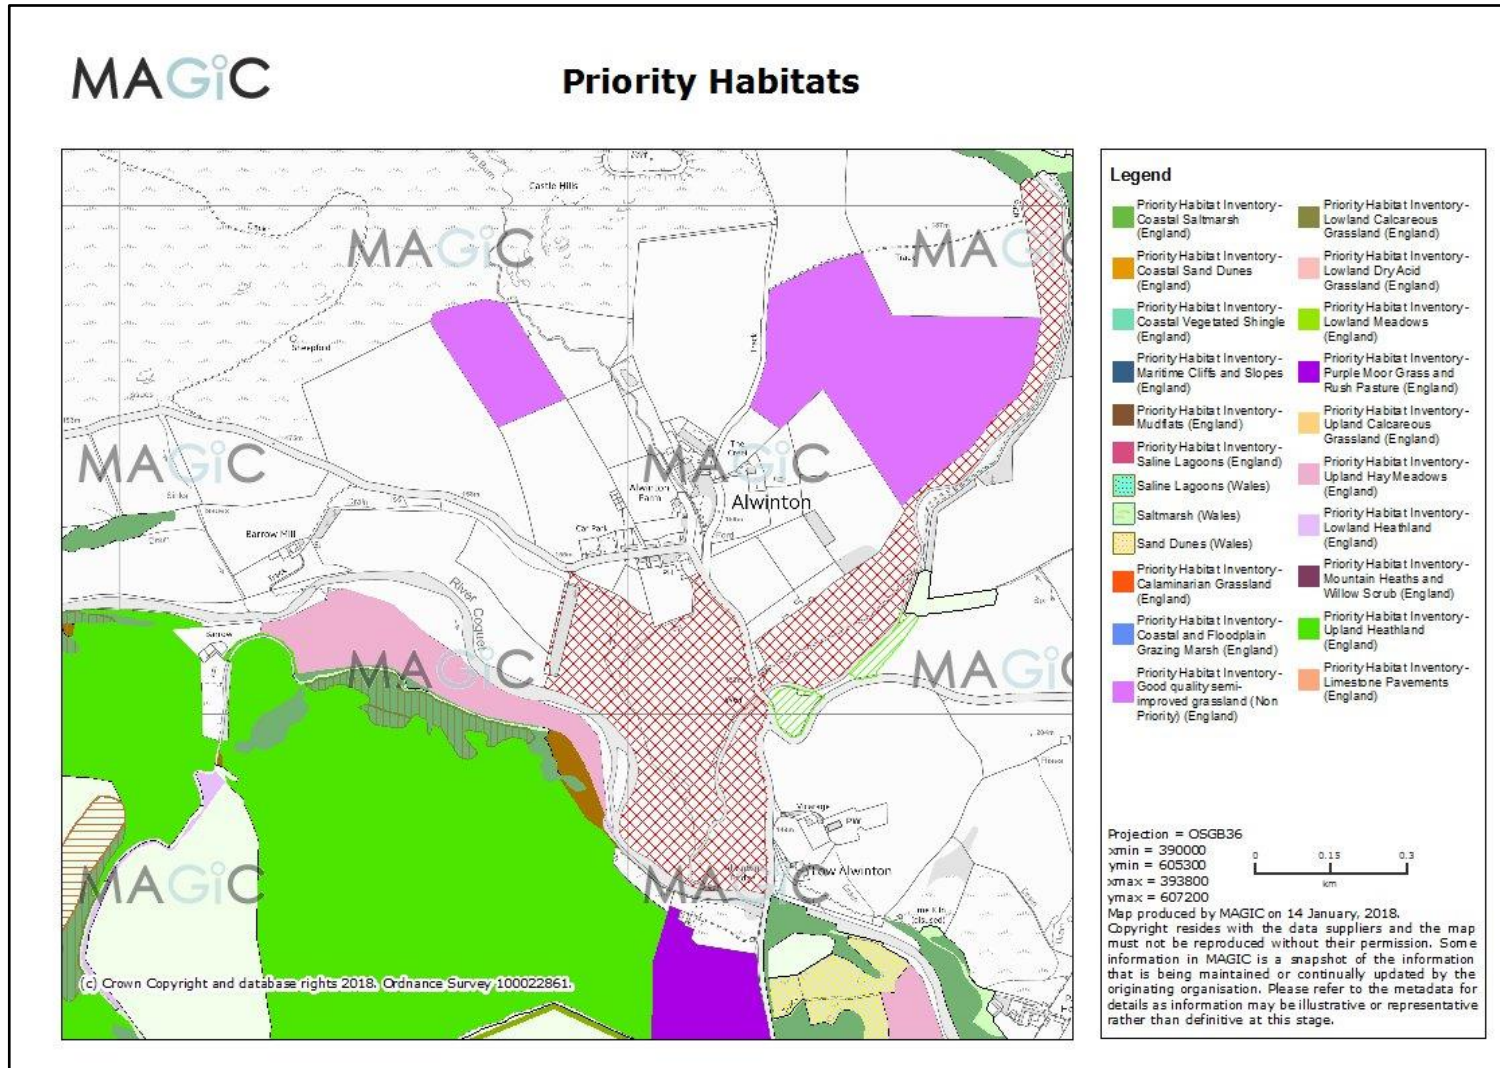 MAGiC
Priority Habitats
Castle Hills
MAGiC
MAGiC
Track
Track
Sheepfold
MAGiC
MAGiC
The
Alwinton
Farm
Alwinton
Car Park
Ford
Barrow Mill
Track
PH
River Coquet
Barrow
MAGiC
MAGiC
Vicarage
PW
MAGiC
MAGiC
Low Alwinton
(disused)
(c) Crown Copyright and database rights 2018. Ordnance Survey 100022861.
Legend
Priority Habitat Inventory -
Coastal Saltmarsh
(England)
Priority Habitat Inventory -
Coastal Sand Dunes
(England)
Priority Habitat Inventory -
Coastal Vegetated Shingle
(England)
Priority Habitat Inventory -
Maritime Cliffs and Slopes
(England)
Priority Habitat Inventory -
Mudflats (England)
Priority Habitat Inventory -
Saline Lagoons (England)
Saline Lagoons (Wales)
Saltmarsh (Wales)
Sand Dunes (Wales)
Priority Habitat Inventory -
Calaminarian Grassland
(England)
Priority Habitat Inventory -
Coastal and Floodplain
Grazing Marsh (England)
Priority Habitat Inventory -
Good quality semi-
improved grassland (Non
Priority) (England)
Priority Habitat Inventory -
Lowland Calcareous
Grassland (England)
Priority Habitat Inventory -
Lowland Dry Acid
Grassland (England)
Priority Habitat Inventory -
Lowland Meadows
(England)
Priority Habitat Inventory -
Purple Moor Grass and
Rush Pasture (England)
Priority Habitat Inventory -
Upland Calcareous
Grassland (England)
Priority Habitat Inventory -
Upland Hay Meadows
(England)
Priority Habitat Inventory -
Lowland Heathland
(England)
Priority Habitat Inventory -
Mountain Heaths and
Willow Scrub (England)
Priority Habitat Inventory -
Upland Heathland
(England)
Priority Habitat Inventory -
Limestone Pavements
(England)
Projection = OSGB36
xmin = 390000
ymin = 605300
xmax = 393800
ymax = 607200
0 0.15 0.3
km
Map produced by MAGIC on 14 January, 2018.
Copyright resides with the data suppliers and the map
must not be reproduced without their permission. Some
information in MAGIC is a snapshot of the information
that is being maintained or continually updated by the
originating organisation. Please refer to the metadata for
details as information may be illustrative or representative
rather than definitive at this stage.